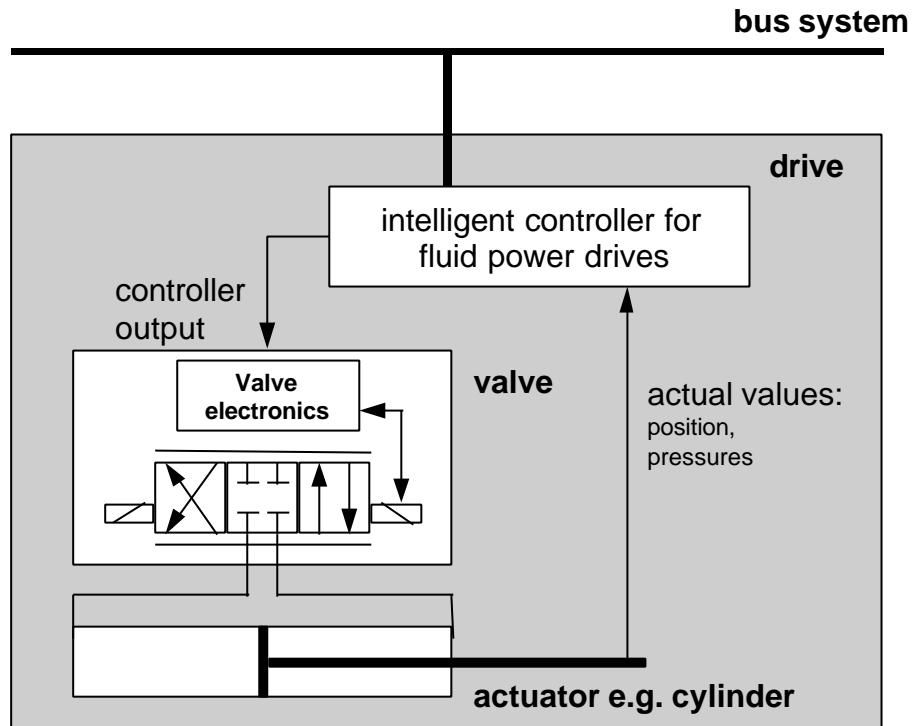 bus system
drive
intelligent controller for
fluid power drives
controller
output
Valve
electronics
valve
actual values:
position,
pressures
actuator e.g. cylinder